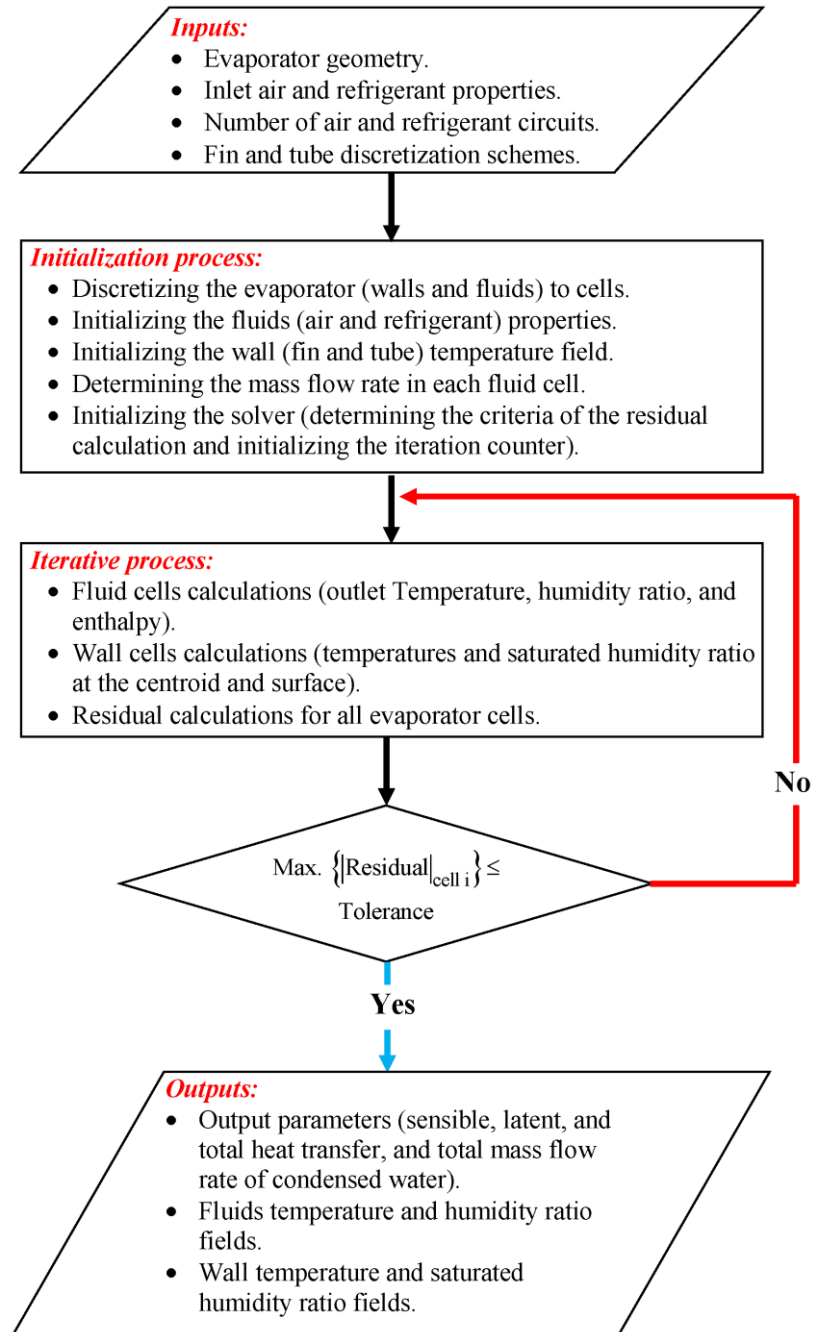 Inputs:
• Evaporator geometry.
• Inlet air and refrigerant properties.
• Number of air and refrigerant circuits.
• Fin and tube discretization schemes.
Initialization process:
• Discretizing the evaporator (walls and fluids) to cells.
• Initializing the fluids (air and refrigerant) properties.
• Initializing the wall (fin and tube) temperature field.
• Determining the mass flow rate in each fluid cell.
• Initializing the solver (determining the criteria of the residual
calculation and initializing the iteration counter).
Iterative process:
• Fluid cells calculations (outlet Temperature, humidity ratio, and
enthalpy).
• Wall cells calculations (temperatures and saturated humidity ratio
at the centroid and surface).
• Residual calculations for all evaporator cells.
No
Max. {|Residual|cell i} ≤
Tolerance
Yes
Outputs:
• Output parameters (sensible, latent, and
total heat transfer, and total mass flow
rate of condensed water).
• Fluids temperature and humidity ratio
fields.
• Wall temperature and saturated
humidity ratio fields.